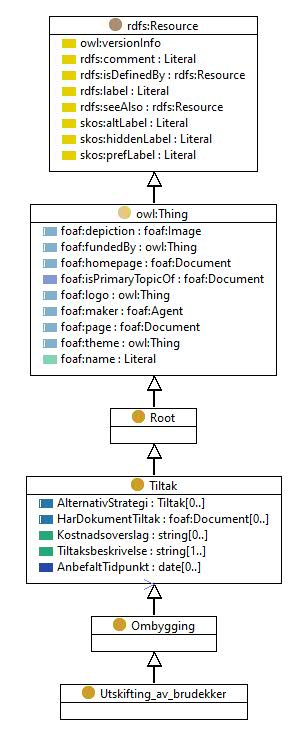 rdfs:Resource
owl:versionInfo
rdfs:comment : Literal
rdfs:isDefinedBy : rdfs:Resource
rdfs:label : Literal
rdfs:seeAlso : rdfs:Resource
skos:altLabel : Literal
skos:hiddenLabel : Literal
skos:prefLabel : Literal
owl:Thing
foaf:depiction : foaf:Image
foaf:fundedBy : owl:Thing
foaf:homepage : foaf:Document
foaf:isPrimaryTopicOf : foaf:Document
foaf:logo : owl:Thing
foaf:maker : foaf:Agent
foaf:page : foaf:Document
foaf:theme : owl:Thing
foaf:name : Literal
Root
Tiltak
AlternativStrategi : Tiltak[0..]
HarDokumentTiltak : foaf:Document[0..]
Kostnadsoverslag : string[0..]
Tiltaksbeskrivelse : string[1..]
AnbefaltTidpunkt : date[0..]
Ombygging
Utskifting_av_brudekker